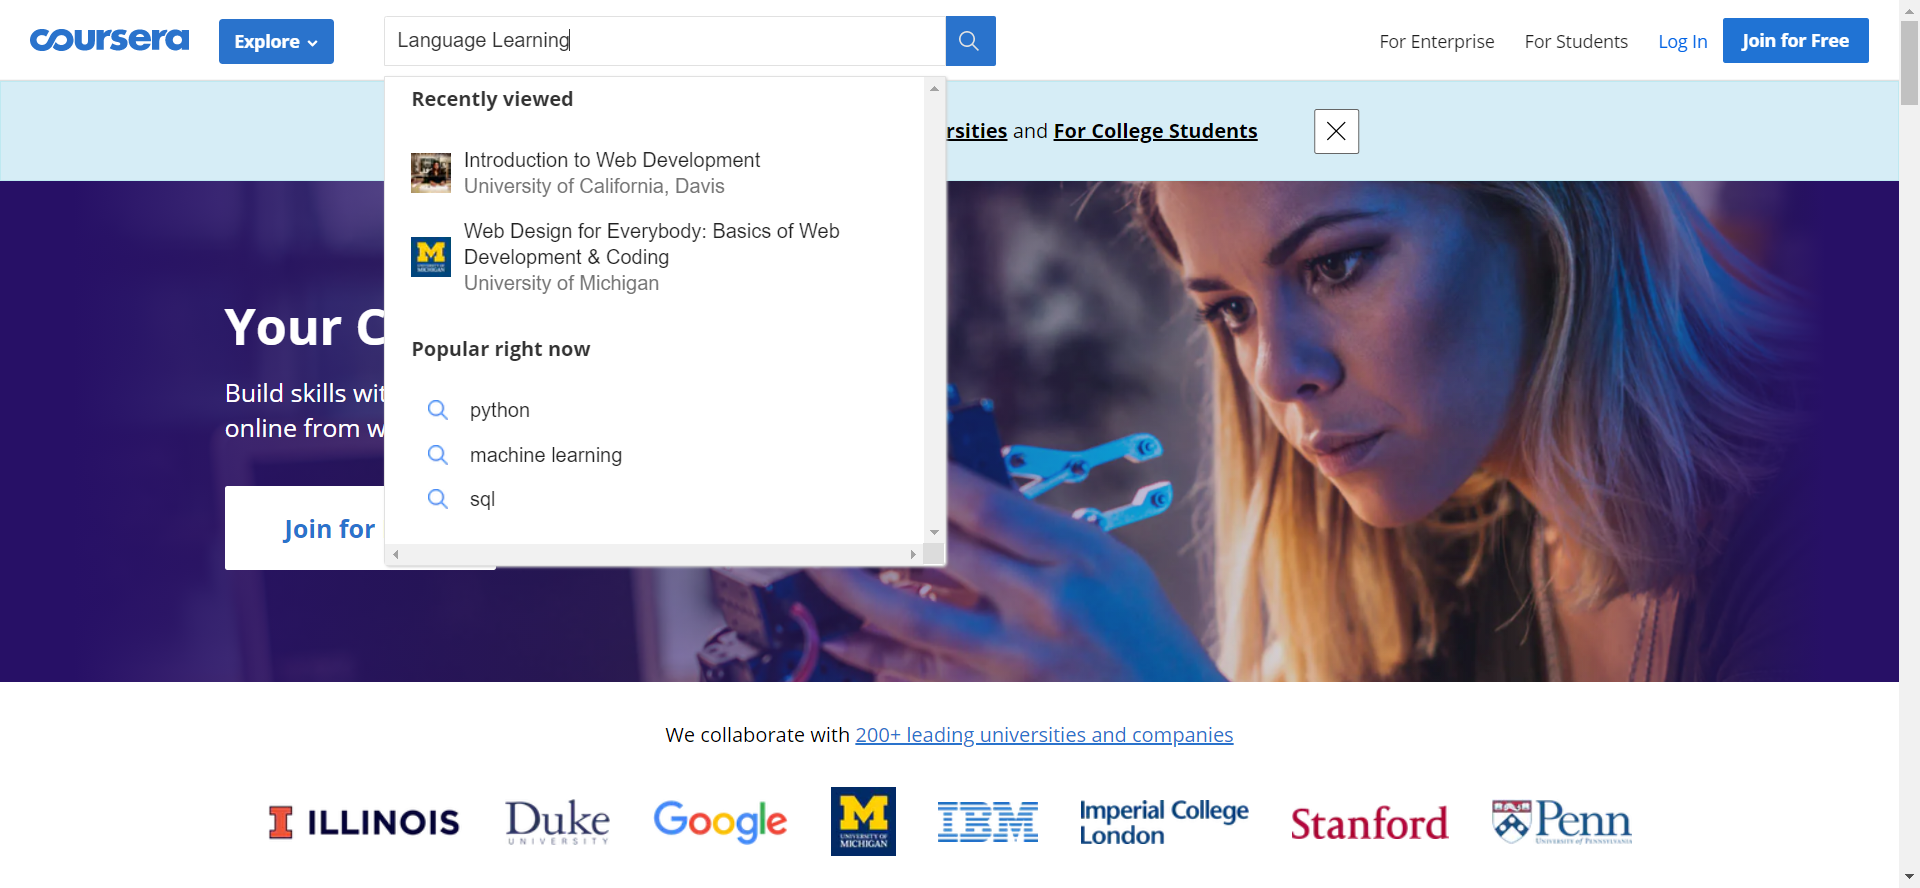 coursera
Explore
Language Learning
For Enterprise
For Students
Log In
Join for Free
Recently viewed
rsities and For College Students
Introduction to Web Development
University of California, Davis
Web Design for Everybody: Basics of Web
Development & Coding
University of Michigan
Your C
Popular right now
Build skills wit
online from w
python
machine learning
sql
Join for
We collaborate with 200+ leading universities and companies
I ILLINOIS
Duke
UNIVERSITY
Google
M
UNIVERSITY OF
MICHIGAN
IBM
Imperial College
London
Stanford
Penn
UNIVERSITY OF PENNSYLVANIA